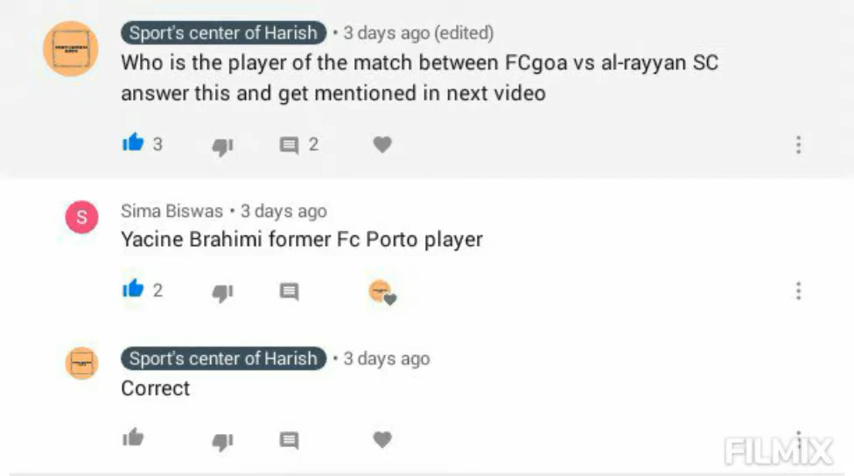 Sport's center of Harish • 3 days ago (edited)
Who is the player of the match between FCgoa vs al-rayyan SC
answer this and get mentioned in next video
3 2
S Sima Biswas • 3 days ago
Yacine Brahimi former Fc Porto player
2
Sport's center of Harish • 3 days ago
Correct
FILMIX